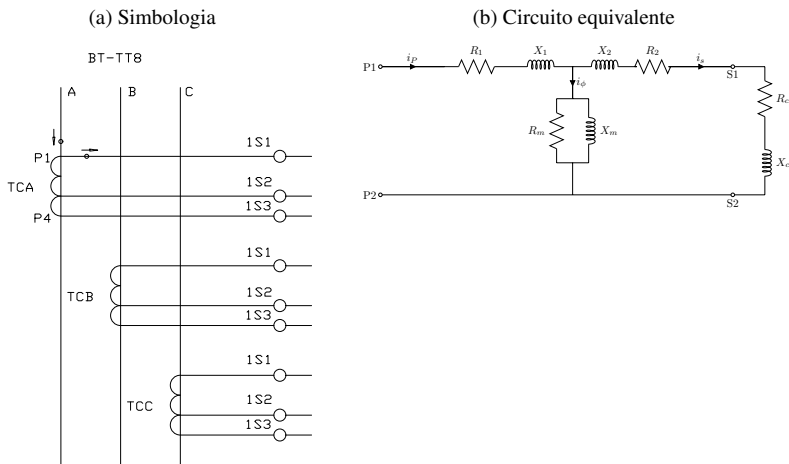 (a) Simbologia
BT-TT8
A B C
P1
TCA
P4
1S1
1S2
1S3
TCB
1S1
1S2
1S3
TCC
1S1
1S2
1S3
(b) Circuito equivalente
P1 i_P R_1 X_1 X_2 R_2 i_s S1
i_ϕ
R_m X_m
R_c
X_c
P2 S2